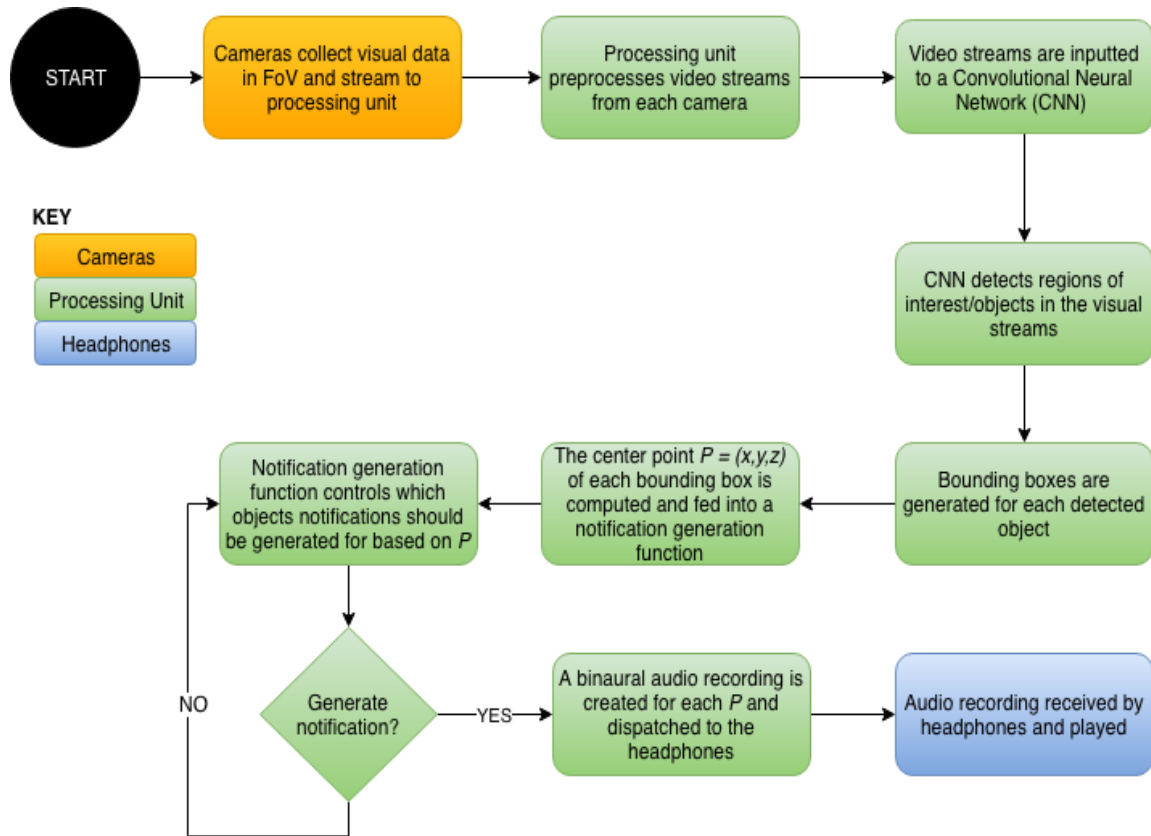 START
Cameras collect visual data
in FoV and stream to
processing unit
Processing unit
preprocesses video streams
from each camera
Video streams are inputted
to a Convolutional Neural
Network (CNN)
KEY
Cameras
Processing Unit
Headphones
CNN detects regions of
interest/objects in the visual
streams
Bounding boxes are
generated for each detected
object
The center point P = (x,y,z)
of each bounding box is
computed and fed into a
notification generation
function
Notification generation
function controls which
objects notifications should
be generated for based on P
Generate
notification?
NO
YES
A binaural audio recording is
created for each P and
dispatched to the
headphones
Audio recording received by
headphones and played